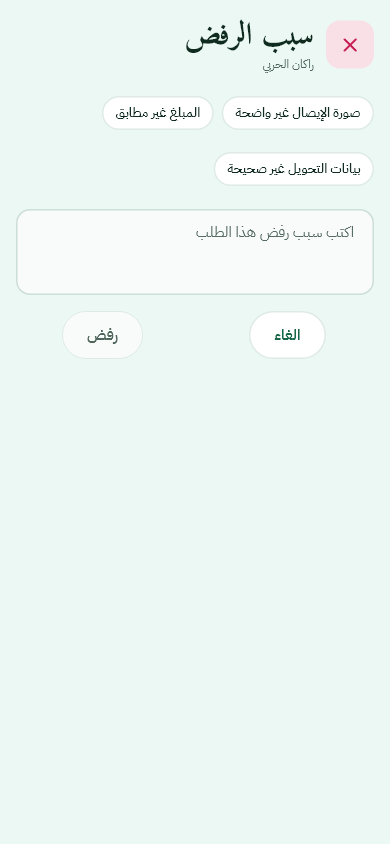 سبب الرفض
راكان الحربي
صورة الإيصال غير واضحة
المبلغ غير مطابق
بيانات التحويل غير صحيحة
اكتب سبب رفض هذا الطلب
الغاء
رفض